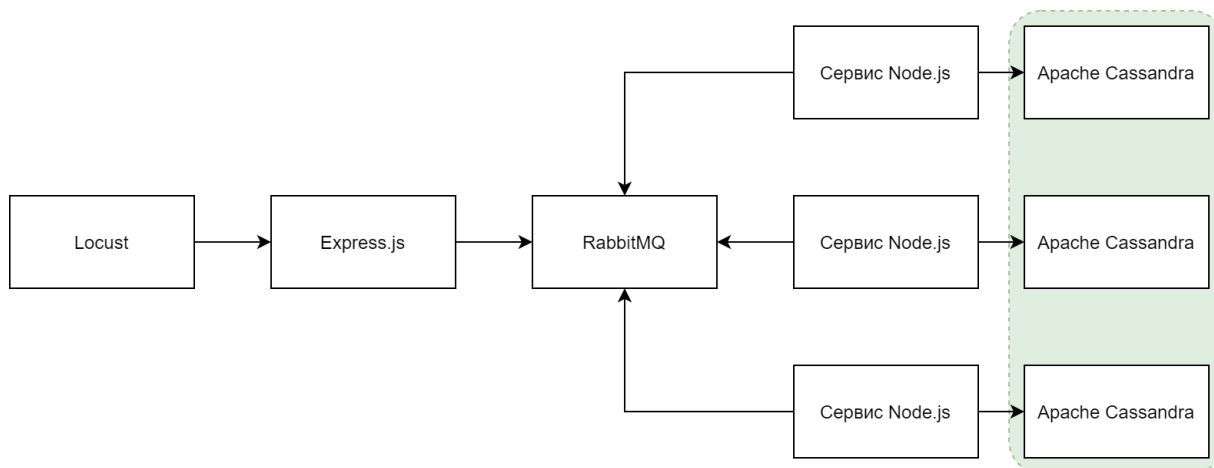 Сервис Node.js
Apache Cassandra
Locust
Express.js
RabbitMQ
Сервис Node.js
Apache Cassandra
Сервис Node.js
Apache Cassandra